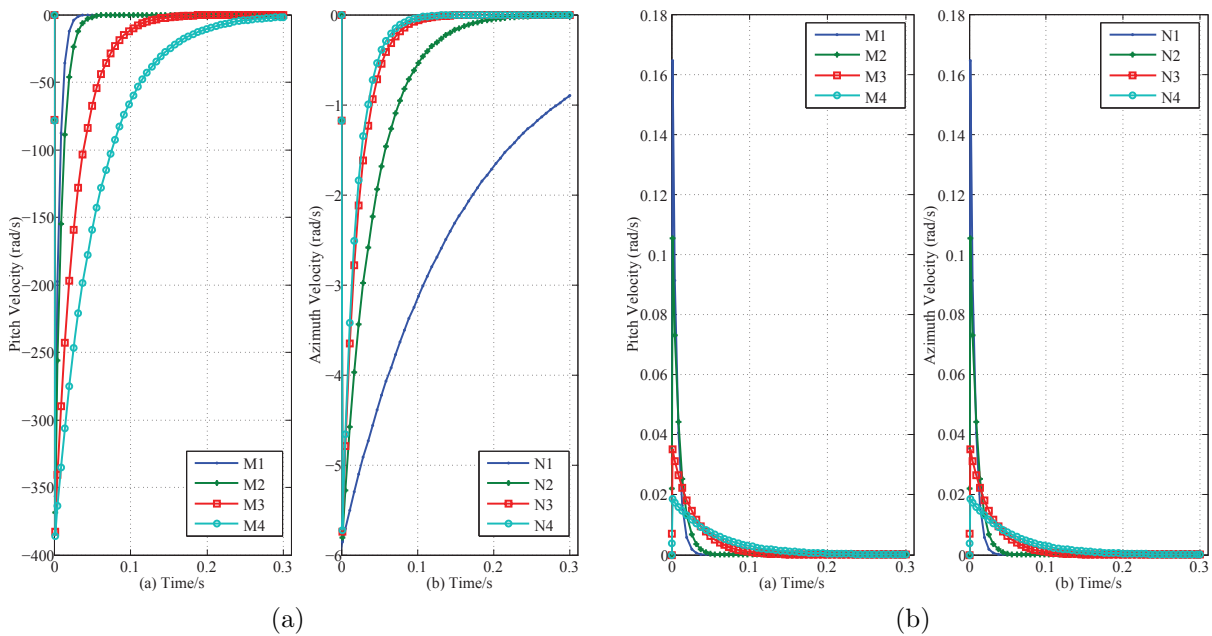 0
−50
−100
−150
−200
−250
−300
−350
−400
Pitch Velocity (rad/s)
M1
M2
M3
M4
0 0.1 0.2 0.3
(a) Time/s
0
−1
−2
−3
−4
−5
−6
Azimuth Velocity (rad/s)
N1
N2
N3
N4
0 0.1 0.2 0.3
(b) Time/s
(a)
0.18
0.16
0.14
0.12
0.1
0.08
0.06
0.04
0.02
0
Pitch Velocity (rad/s)
M1
M2
M3
M4
0 0.1 0.2 0.3
(a) Time/s
0.18
0.16
0.14
0.12
0.1
0.08
0.06
0.04
0.02
0
Azimuth Velocity (rad/s)
N1
N2
N3
N4
0 0.1 0.2 0.3
(b) Time/s
(b)